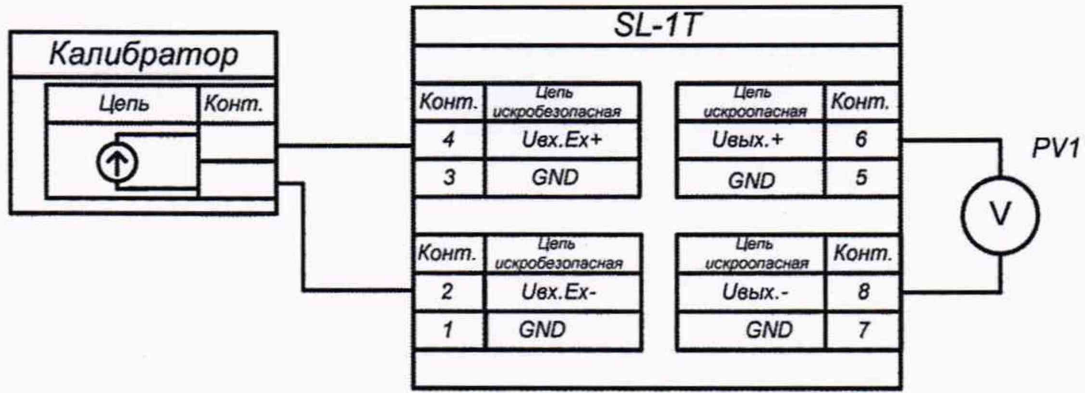 SL-1T
Калибратор
Цепь Конт.
Конт. Цепь искробезопасная
4 Uвх.Ex+
3 GND
Цепь искроопасная Конт.
Uвых.+ 6
GND 5
PV1
V
Конт. Цепь искробезопасная
2 Uвх.Ex-
1 GND
Цепь искроопасная Конт.
Uвых.- 8
GND 7